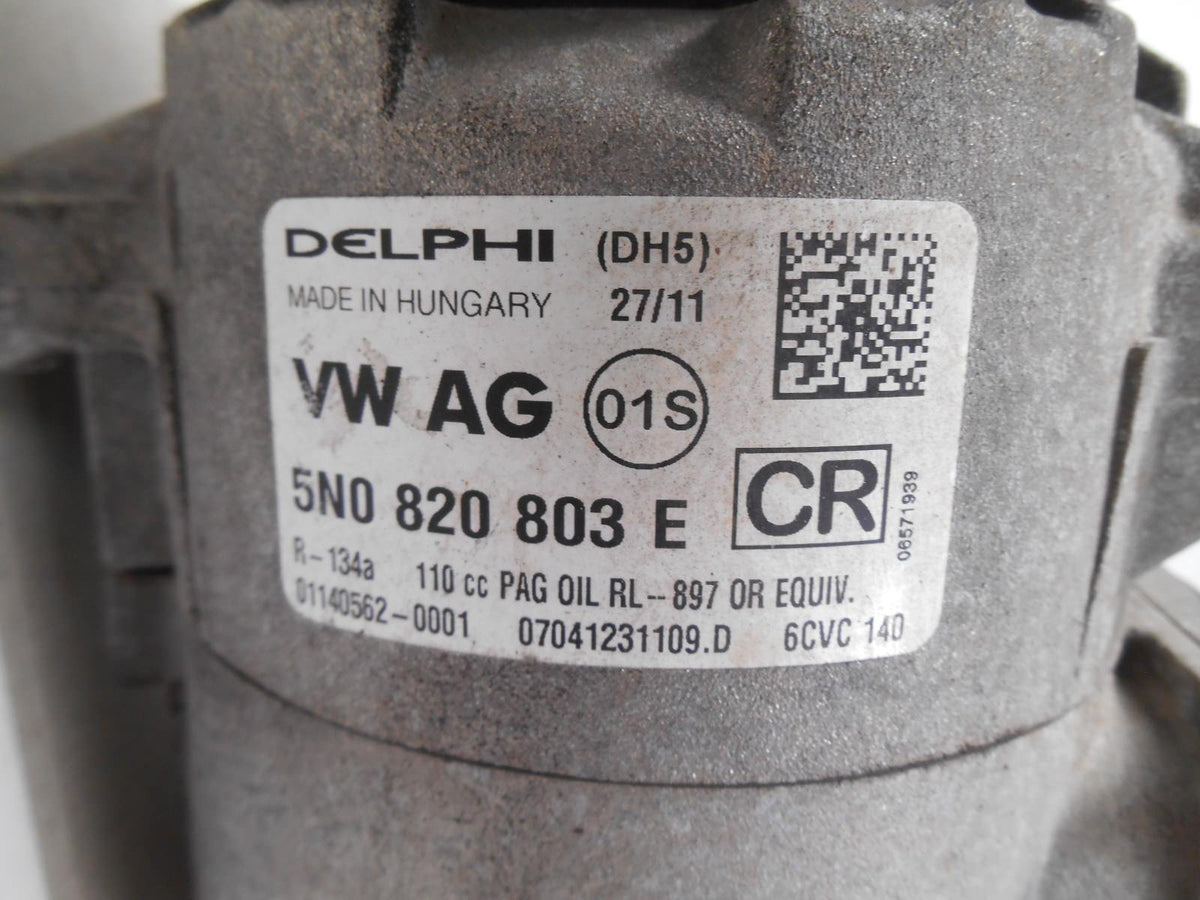 DELPHI (DH5)
MADE IN HUNGARY 27/11
VW AG 01S
5N0 820 803 E CR
06571939
R-134a 110 cc PAG OIL RL--897 OR EQUIV.
01140562-0001 07041231109.D 6CVC 140